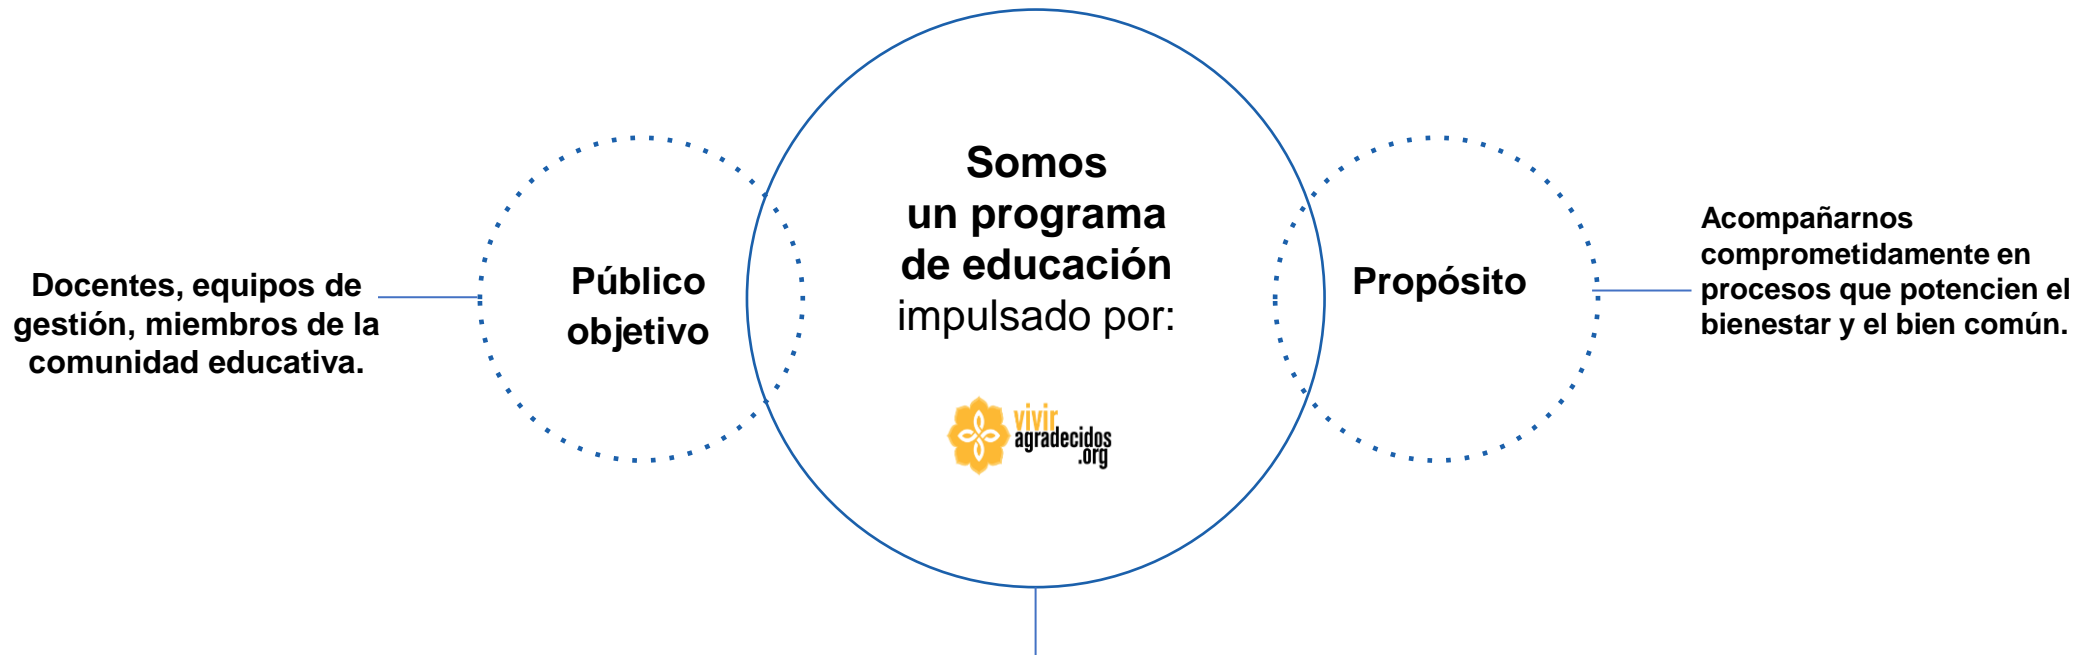 Docentes, equipos de
gestión, miembros de la
comunidad educativa.
Público
objetivo
Somos
un programa
de educación
impulsado por:
vivir
agradecidos
.org
Propósito
Acompañarnos
comprometidamente en
procesos que potencien el
bienestar y el bien común.